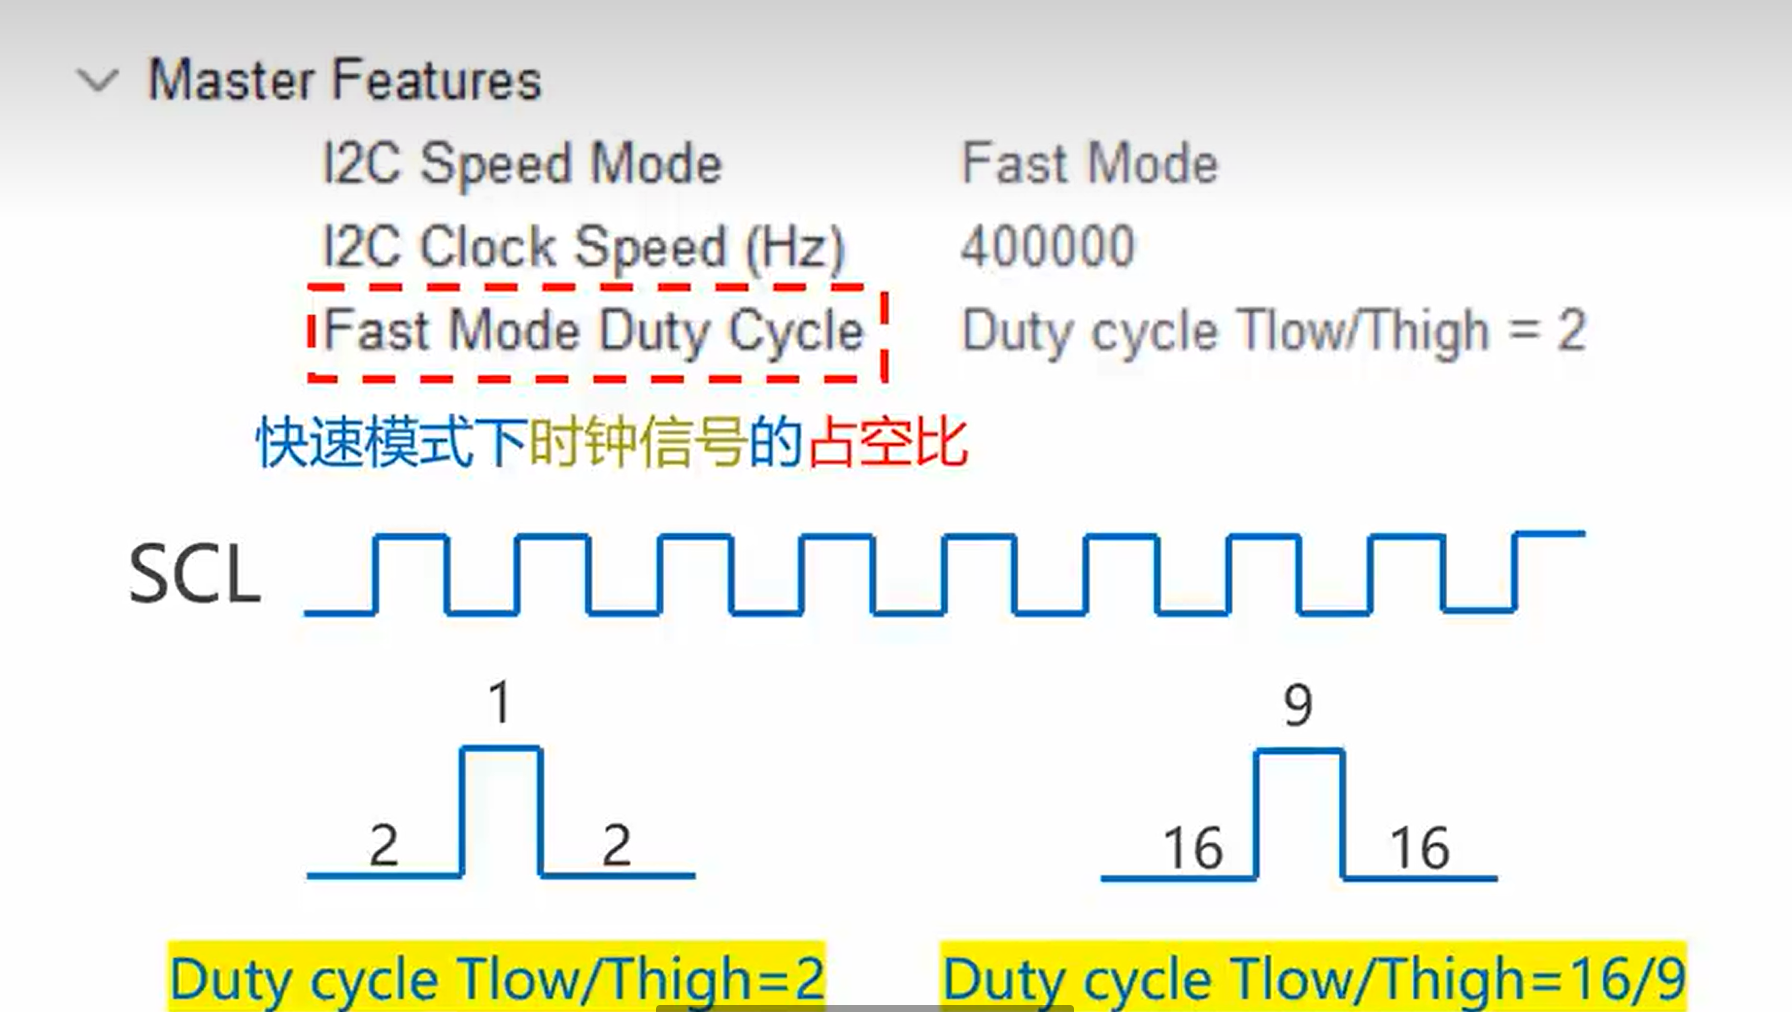 Master Features
I2C Speed Mode Fast Mode
I2C Clock Speed (Hz) 400000
Fast Mode Duty Cycle Duty cycle Tlow/Thigh = 2
快速模式下时钟信号的占空比
SCL
1 9
2 2 16 16
Duty cycle Tlow/Thigh=2 Duty cycle Tlow/Thigh=16/9